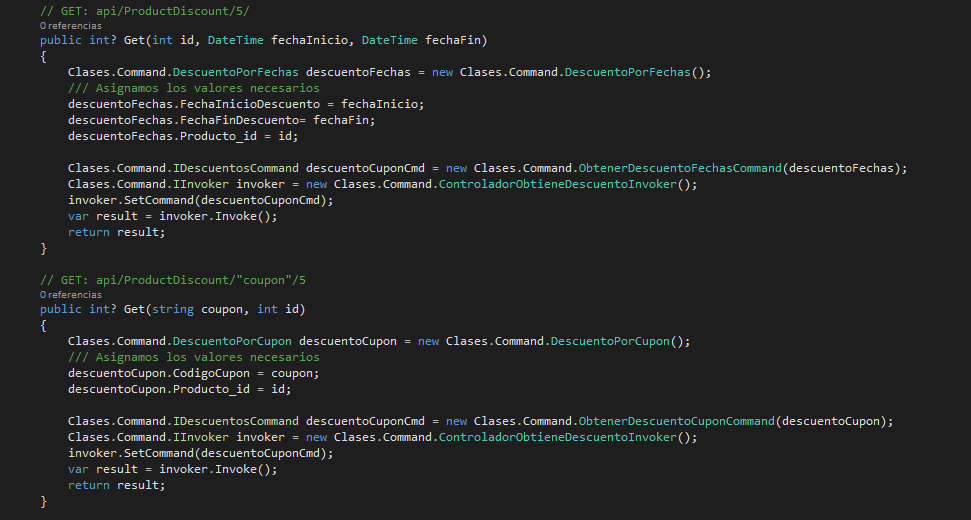 // GET: api/ProductDiscount/5/
0 referencias
public int? Get(int id, DateTime fechaInicio, DateTime fechaFin)
{
Clases.Command.DescuentoPorFechas descuentoFechas = new Clases.Command.DescuentoPorFechas();
/// Asignamos los valores necesarios
descuentoFechas.FechaInicioDescuento = fechaInicio;
descuentoFechas.FechaFinDescuento= fechaFin;
descuentoFechas.Producto_id = id;
Clases.Command.IDescuentosCommand descuentoCuponCmd = new Clases.Command.ObtenerDescuentoFechasCommand(descuentoFechas);
Clases.Command.IInvoker invoker = new Clases.Command.ControladorObtieneDescuentoInvoker();
invoker.SetCommand(descuentoCuponCmd);
var result = invoker.Invoke();
return result;
}
// GET: api/ProductDiscount/"coupon"/5
0 referencias
public int? Get(string coupon, int id)
{
Clases.Command.DescuentoPorCupon descuentoCupon = new Clases.Command.DescuentoPorCupon();
/// Asignamos los valores necesarios
descuentoCupon.CodigoCupon = coupon;
descuentoCupon.Producto_id = id;
Clases.Command.IDescuentosCommand descuentoCuponCmd = new Clases.Command.ObtenerDescuentoCuponCommand(descuentoCupon);
Clases.Command.IInvoker invoker = new Clases.Command.ControladorObtieneDescuentoInvoker();
invoker.SetCommand(descuentoCuponCmd);
var result = invoker.Invoke();
return result;
}